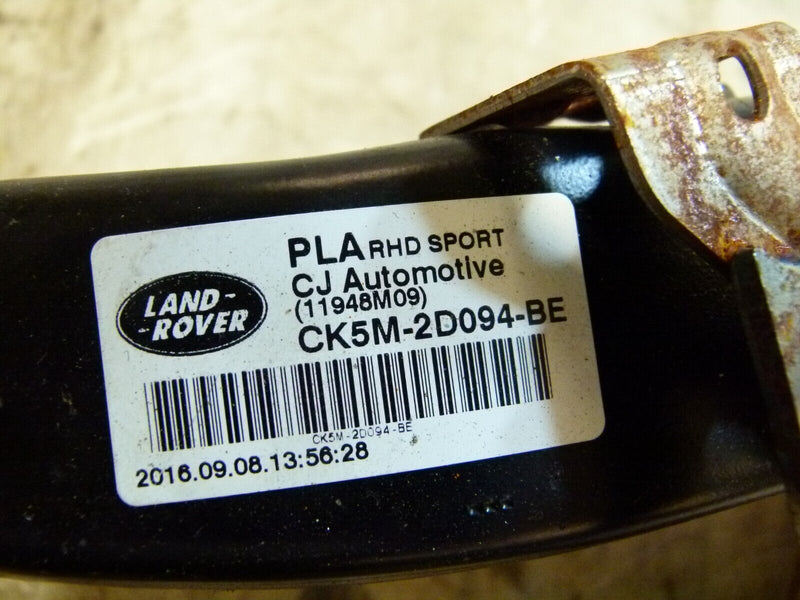 LAND-
-ROVER
PLA RHD SPORT
CJ Automotive
(11948M09)
CK5M-2D094-BE
CK5M-2D094-BE
2016.09.08.13:56:28